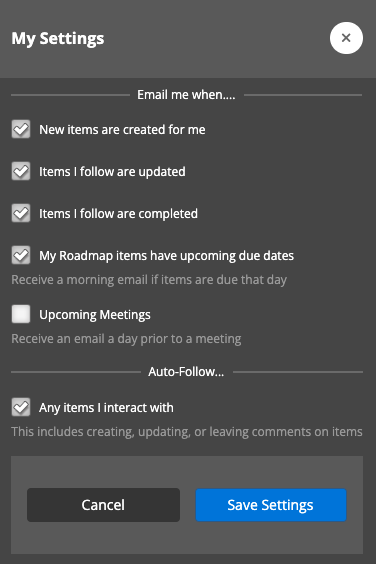 My Settings
Email me when....
New items are created for me
Items I follow are updated
Items I follow are completed
My Roadmap items have upcoming due dates
Receive a morning email if items are due that day
Upcoming Meetings
Receive an email a day prior to a meeting
Auto-Follow...
Any items I interact with
This includes creating, updating, or leaving comments on items
Cancel
Save Settings